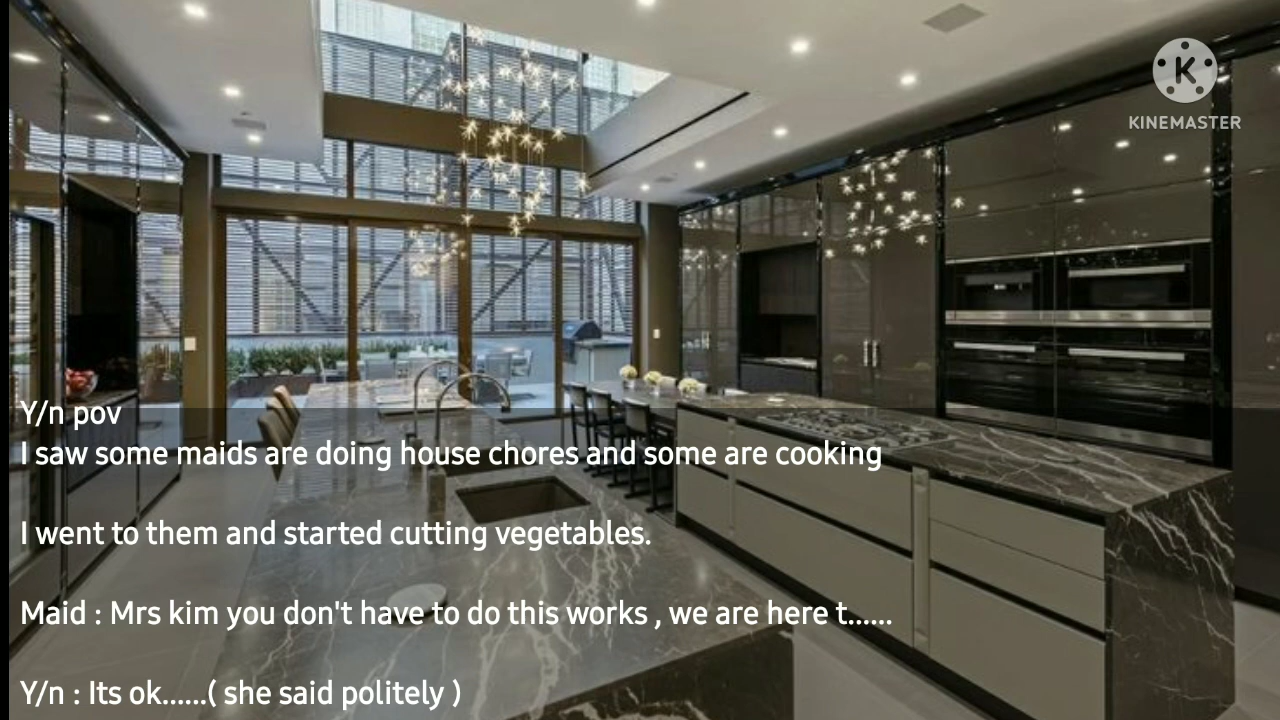 KINEMASTER
Y/n pov
I saw some maids are doing house chores and some are cooking
I went to them and started cutting vegetables.
Maid : Mrs kim you don't have to do this works , we are here t......
Y/n : Its ok......( she said politely )